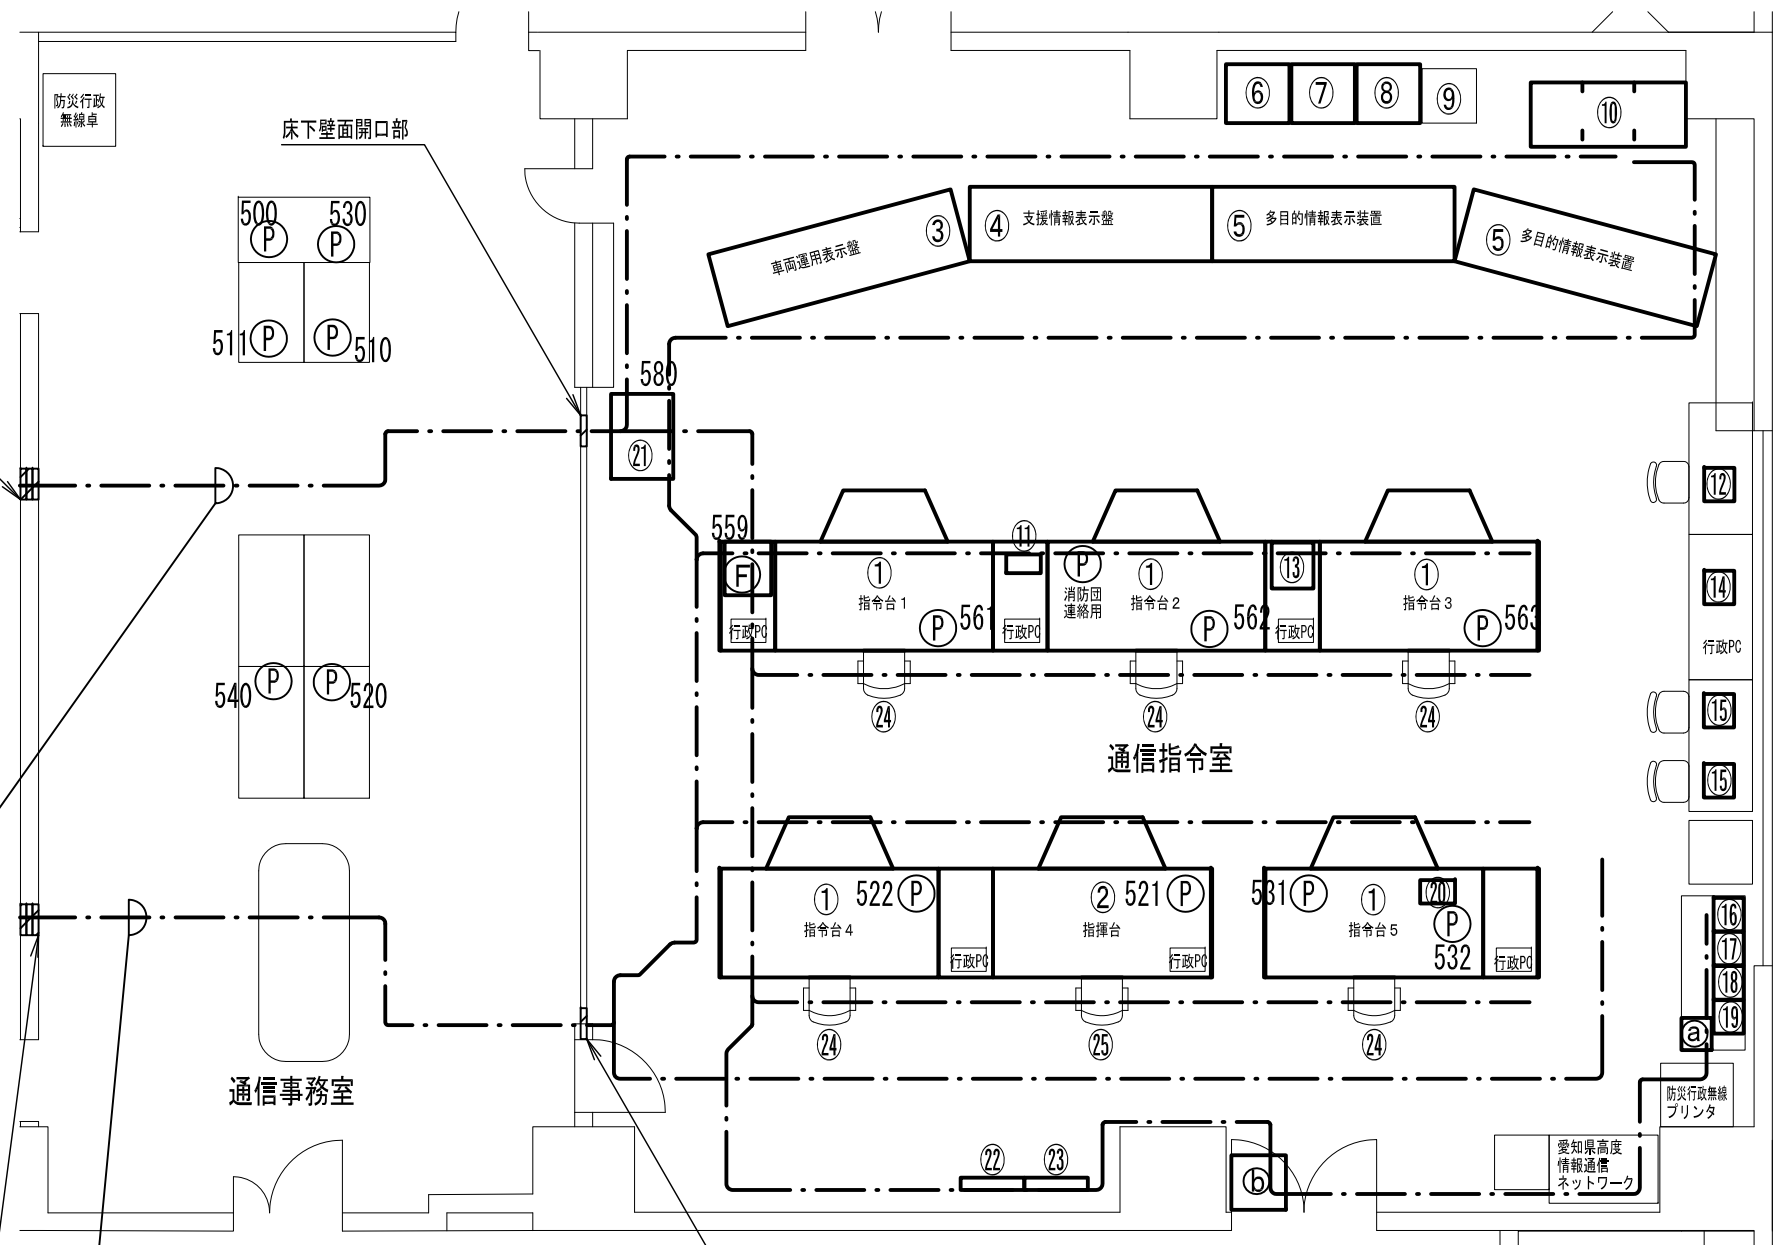 防災行政
無線卓
床下壁面開口部
⑥
⑦
⑧
⑨
⑩
500
530
P
P
511
P
P
510
③
車両運用表示盤
④
支援情報表示盤
⑤
多目的情報表示装置
⑤
多目的情報表示装置
580
㉑
⑫
559
F
行政PC
①
指令台1
P
561
⑪
行政PC
P
消防団
連絡用
①
指令台2
P
562
⑬
行政PC
①
指令台3
P
563
⑭
行政PC
540
P
P
520
㉔
㉔
㉔
⑮
⑮
通信指令室
①
指令台4
522
P
行政PC
②
指揮台
521
P
行政PC
531
P
①
指令台5
⑳
P
532
行政PC
⑯
⑰
⑱
⑲
ⓐ
㉔
㉕
㉔
通信事務室
防災行政無線
プリンタ
㉒
㉓
ⓑ
愛知県高度
情報通信
ネットワーク